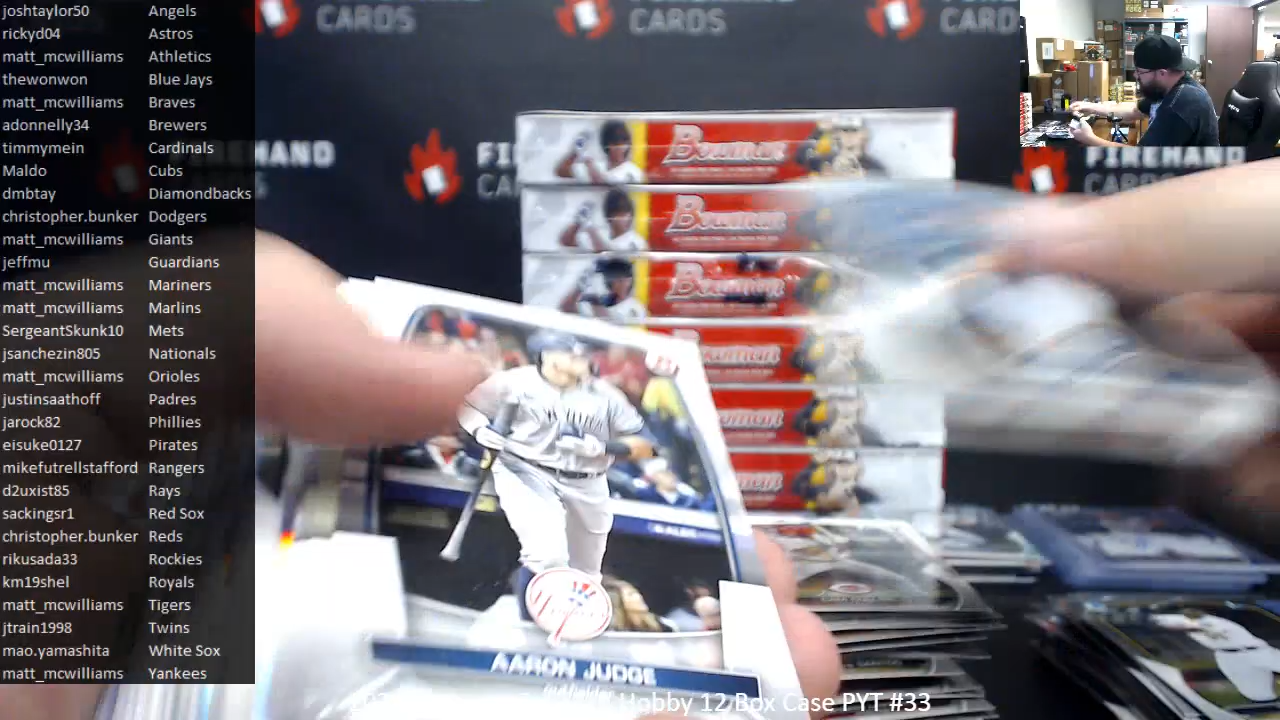 joshtaylor50 Angels
rickyd04 Astros
matt_mcwilliams Athletics
thewonwon Blue Jays
matt_mcwilliams Braves
adonnelly34 Brewers
timmymein Cardinals
Maldo Cubs
dmbtay Diamondbacks
christopher.bunker Dodgers
matt_mcwilliams Giants
jeffmu Guardians
matt_mcwilliams Mariners
matt_mcwilliams Marlins
SergeantSkunk10 Mets
jsanchezin805 Nationals
matt_mcwilliams Orioles
justinsaathoff Padres
jarock82 Phillies
eisuke0127 Pirates
mikefutrellstafford Rangers
d2uxist85 Rays
sackingsr1 Red Sox
christopher.bunker Reds
rikusada33 Rockies
km19shel Royals
matt_mcwilliams Tigers
jtrain1998 Twins
mao.yamashita White Sox
matt_mcwilliams Yankees
CARDS
CARDS
CARDS
FIREHAND
Bowman
Bowman
Bowman
Bowman
Bowman
Bowman
AARON JUDGE
Hobby 12 Box Case PYT #33